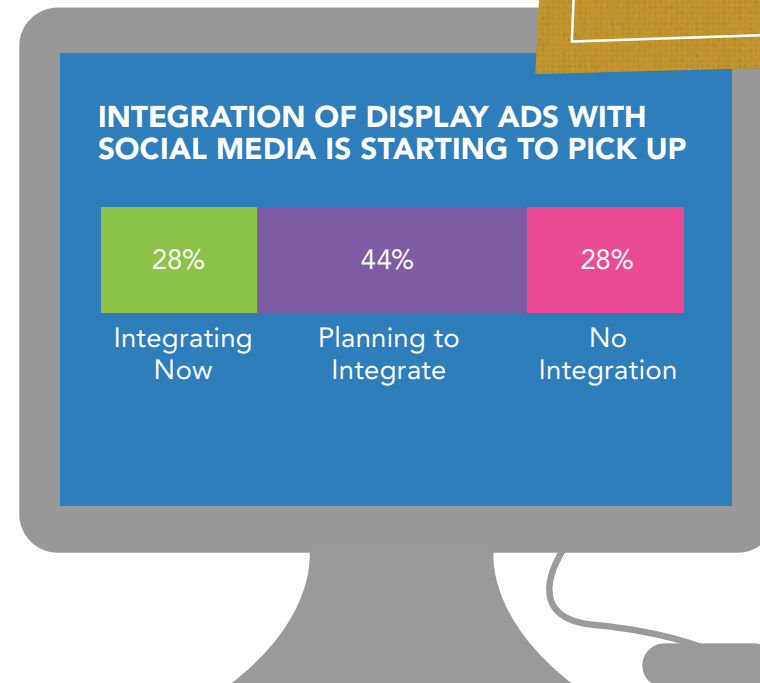 INTEGRATION OF DISPLAY ADS WITH
SOCIAL MEDIA IS STARTING TO PICK UP
28%
44%
28%
Integrating
Now
Planning to
Integrate
No
Integration